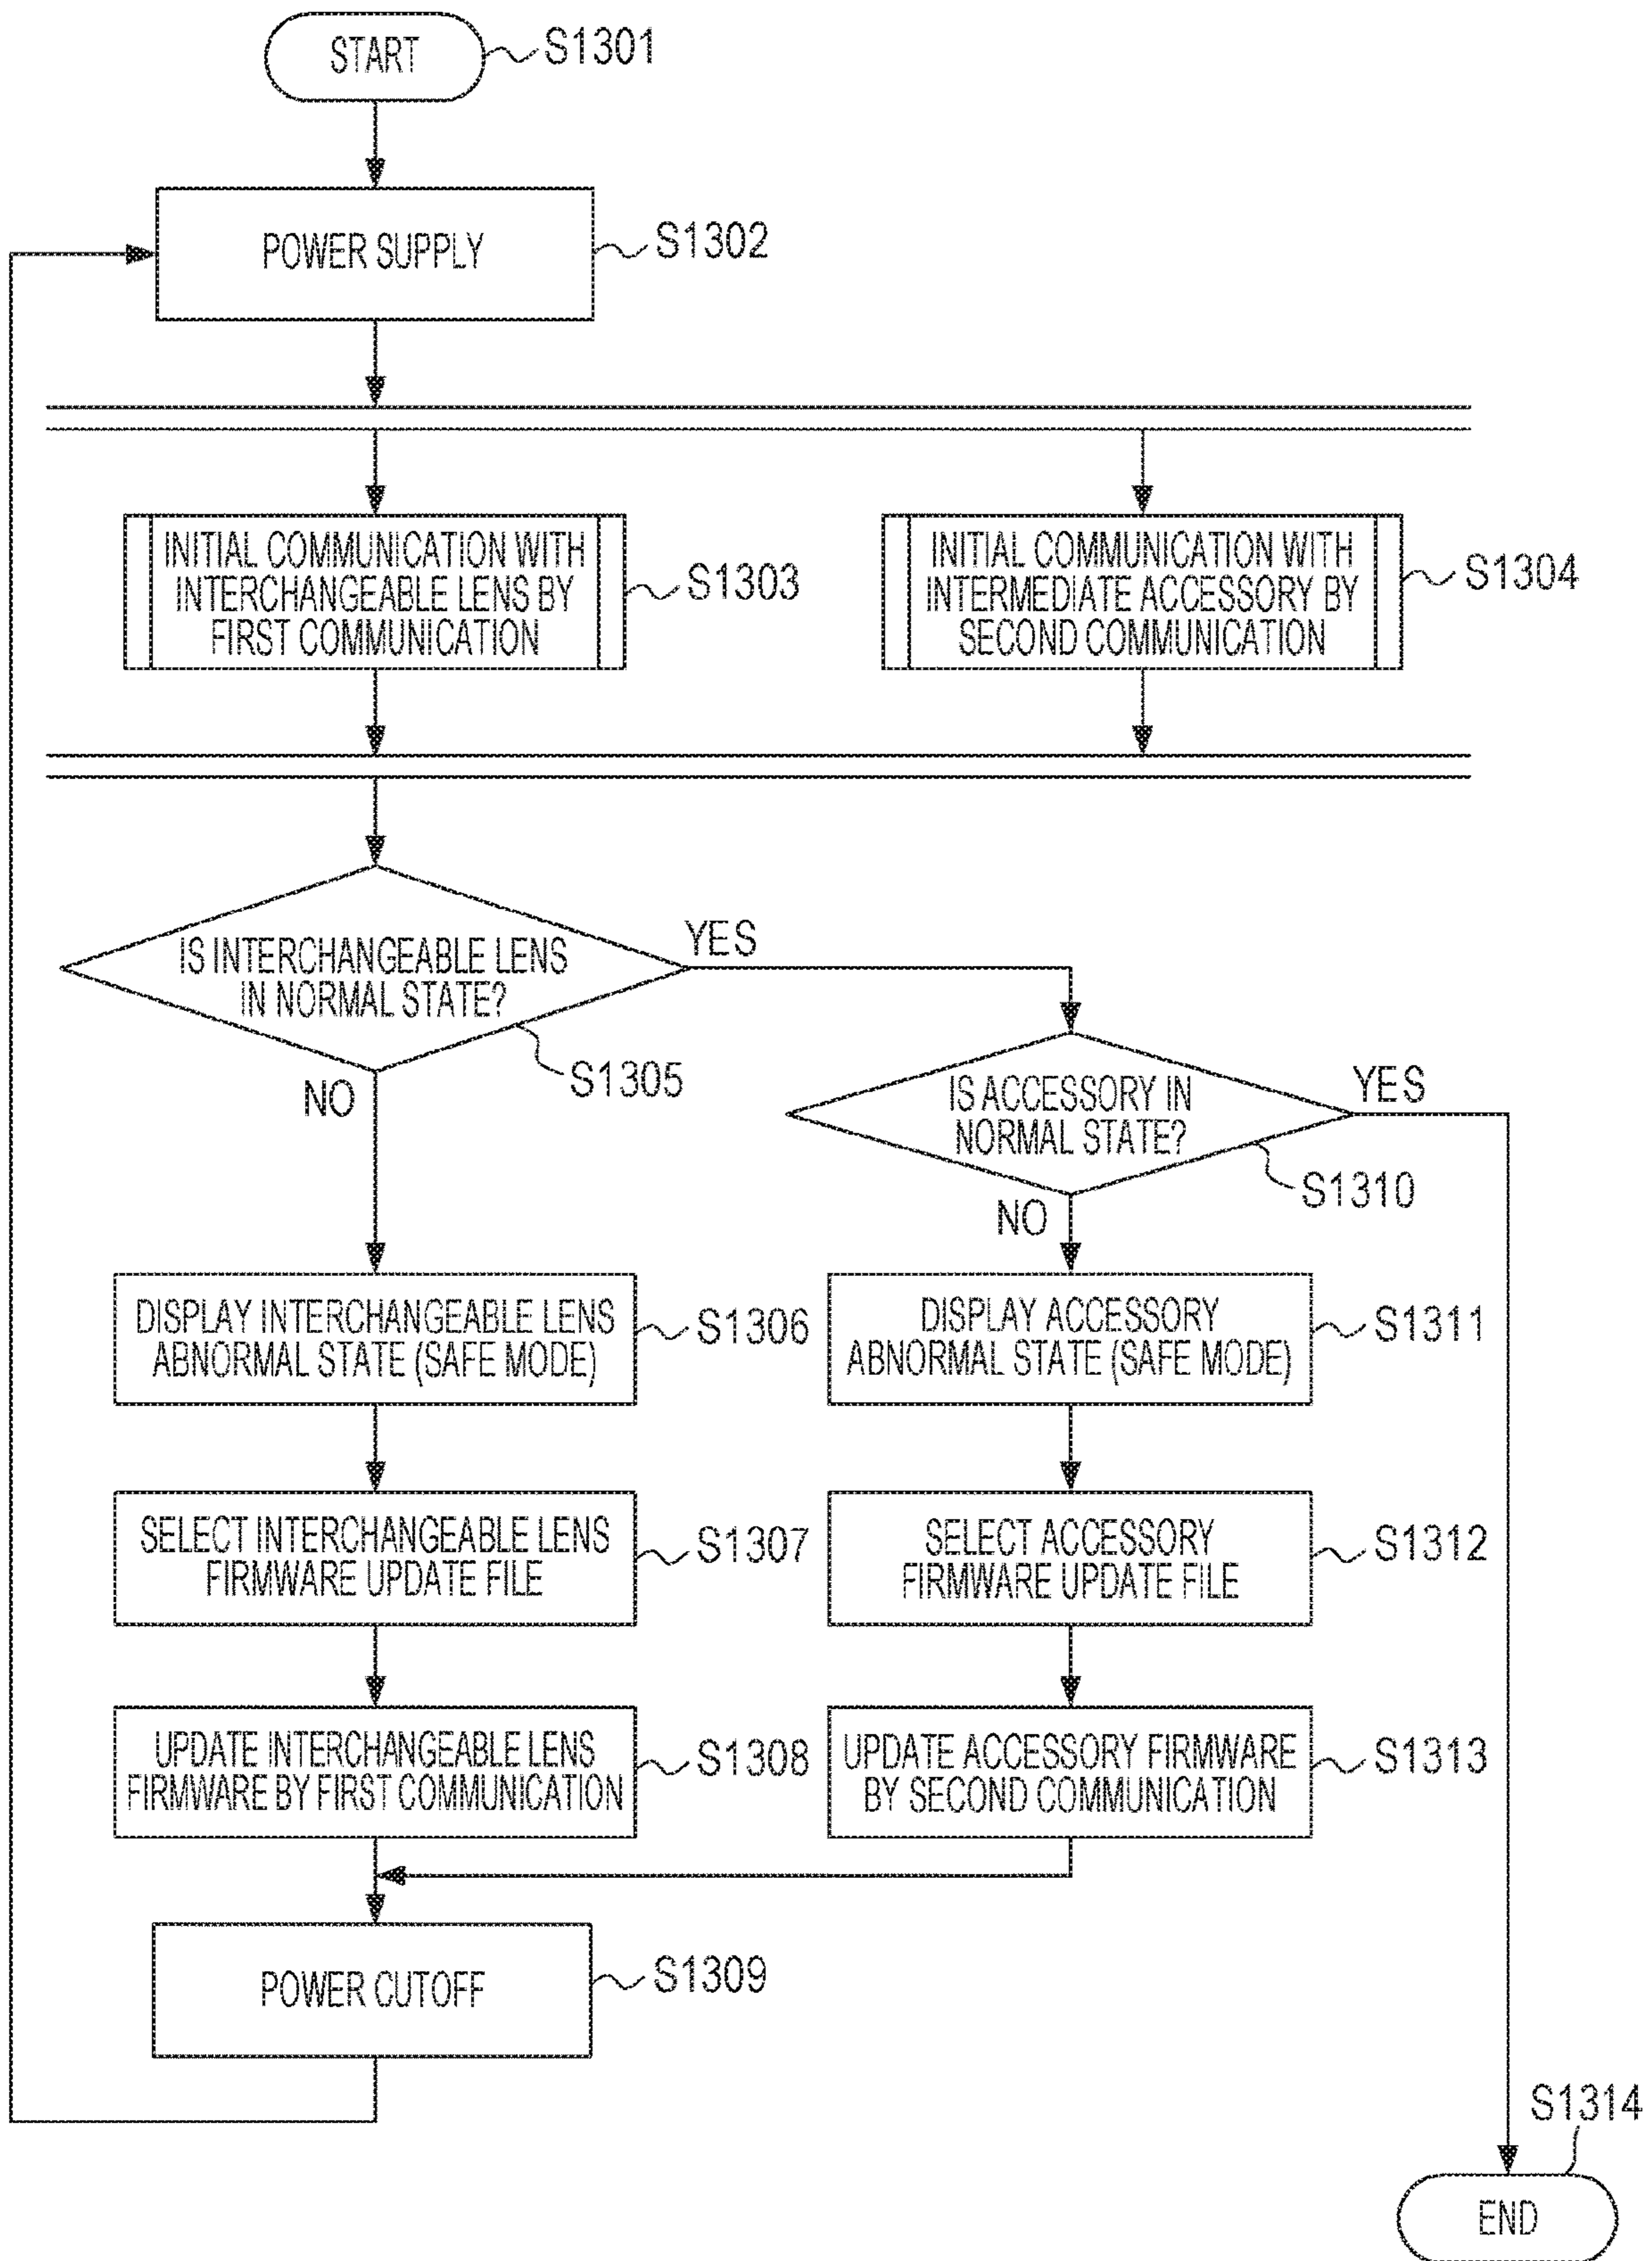 START
S1301
POWER SUPPLY
S1302
INITIAL COMMUNICATION WITH
INTERCHANGEABLE LENS BY
FIRST COMMUNICATION
S1303
INITIAL COMMUNICATION WITH
INTERMEDIATE ACCESSORY BY
SECOND COMMUNICATION
S1304
IS INTERCHANGEABLE LENS
IN NORMAL STATE?
YES
S1305
NO
IS ACCESSORY IN
NORMAL STATE?
YES
S1310
NO
DISPLAY INTERCHANGEABLE LENS
ABNORMAL STATE (SAFE MODE)
S1306
DISPLAY ACCESSORY
ABNORMAL STATE (SAFE MODE)
S1311
SELECT INTERCHANGEABLE LENS
FIRMWARE UPDATE FILE
S1307
SELECT ACCESSORY
FIRMWARE UPDATE FILE
S1312
UPDATE INTERCHANGEABLE LENS
FIRMWARE BY FIRST COMMUNICATION
S1308
UPDATE ACCESSORY FIRMWARE
BY SECOND COMMUNICATION
S1313
POWER CUTOFF
S1309
S1314
END